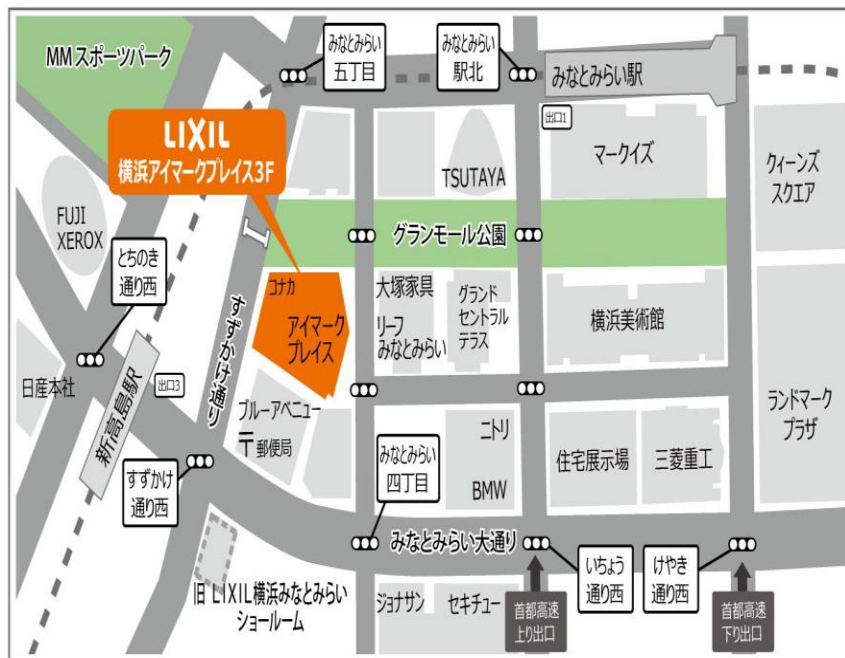 MMスポーツパーク
みなとみらい
五丁目
みなとみらい
駅北
みなとみらい駅
出口1
LIXIL
横浜アイマークプレイス3F
TSUTAYA
マークイズ
クィーンズ
スクエア
FUJI
XEROX
グランモール公園
とちのき
通り西
コナカ
アイマーク
プレイス
すずかけ通り
大塚家具
リーフ
みなとみらい
グランド
セントラル
テラス
横浜美術館
日産本社
新高島駅
出口3
ブルーアベニュー
〒郵便局
ランドマーク
プラザ
すずかけ
通り西
みなとみらい
四丁目
ニトリ
BMW
住宅展示場
三菱重工
みなとみらい大通り
いちょう
通り西
けやき
通り西
旧 LIXIL横浜みなとみらい
ショールーム
ジョナサン
セキチュー
首都高速
上り出口
首都高速
下り出口